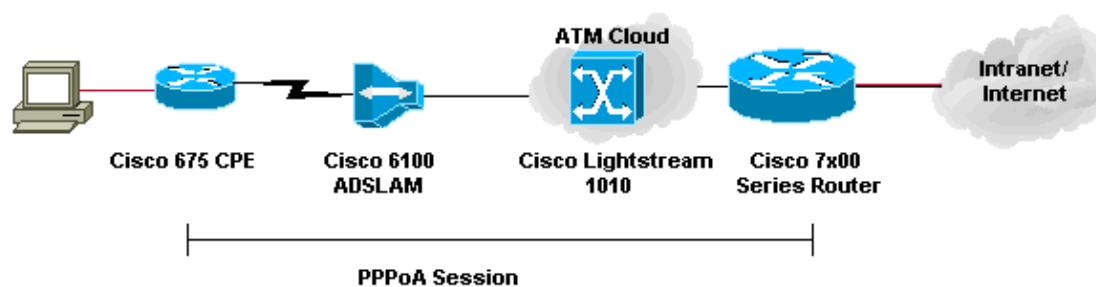 ATM Cloud
Intranet/
Internet
Cisco 675 CPE
Cisco 6100
ADSLAM
Cisco Lightstream
1010
Cisco 7x00
Series Router
PPPoA Session